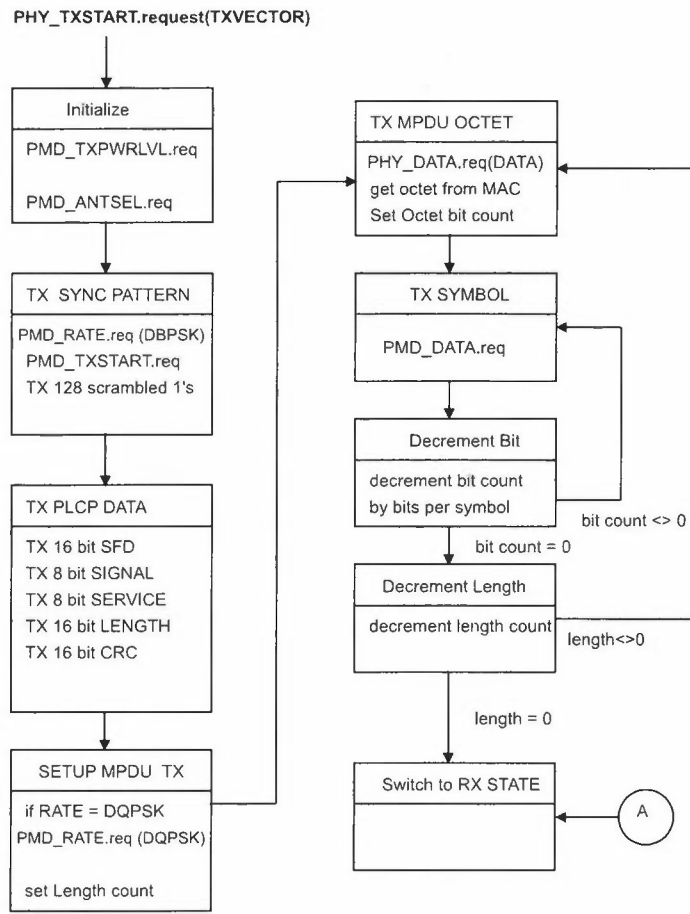 PHY_TXSTART.request(TXVECTOR)
Initialize
PMD_TXPWRLVL.req
PMD_ANTSEL.req
TX SYNC PATTERN
PMD_RATE.req (DBPSK)
PMD_TXSTART.req
TX 128 scrambled 1's
TX PLCP DATA
TX 16 bit SFD
TX 8 bit SIGNAL
TX 8 bit SERVICE
TX 16 bit LENGTH
TX 16 bit CRC
SETUP MPDU TX
if RATE = DQPSK
PMD_RATE.req (DQPSK)
set Length count
TX MPDU OCTET
PHY_DATA.req(DATA)
get octet from MAC
Set Octet bit count
TX SYMBOL
PMD_DATA.req
Decrement Bit
decrement bit count
by bits per symbol
bit count <> 0
bit count = 0
Decrement Length
decrement length count
length<>0
length = 0
Switch to RX STATE
A